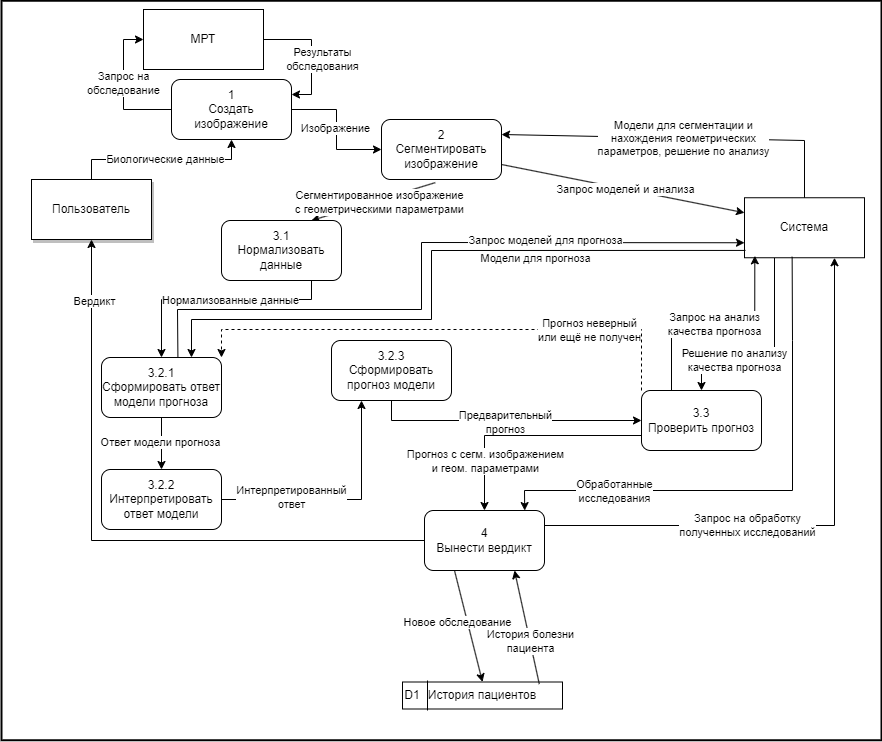 МРТ
Результаты
обследования
Запрос на
обследование
1
Создать
изображение
Изображение
2
Сегментировать
изображение
Модели для сегментации и
нахождения геометрических
параметров, решение по анализу
Биологические данные
Пользователь
Запрос моделей и анализа
Сегментированное изображение
с геометрическими параметрами
Система
3.1
Нормализовать
данные
Запрос моделей для прогноза
Модели для прогноза
Вердикт
Нормализованные данные
Запрос на анализ
качества прогноза
Прогноз неверный
или ещё не получен
Решение по анализу
качества прогноза
3.2.1
Сформировать ответ
модели прогноза
3.2.3
Сформировать
прогноз модели
3.3
Проверить прогноз
Предварительный
прогноз
Ответ модели прогноза
Прогноз с сегм. изображением
и геом. параметрами
3.2.2
Интерпретировать
ответ модели
Интерпретированный
ответ
Обработанные
исследования
Запрос на обработку
полученных исследований
4
Вынести вердикт
Новое обследование
История болезни
пациента
D1 История пациентов